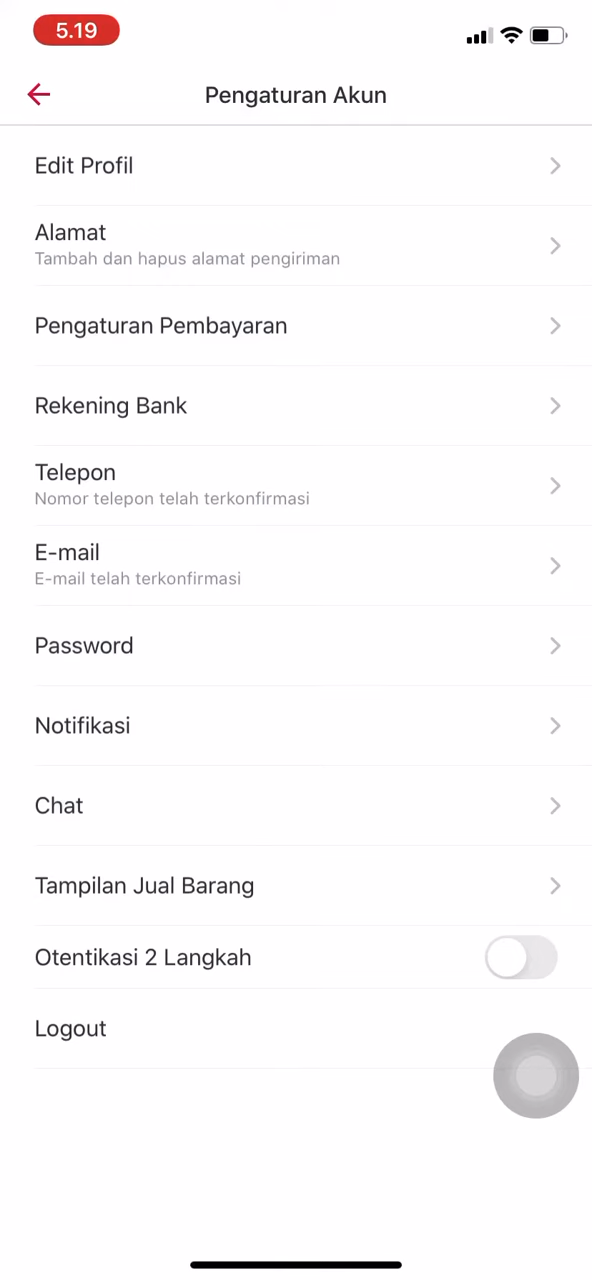 5.19
Pengaturan Akun
Edit Profil
Alamat
Tambah dan hapus alamat pengiriman
Pengaturan Pembayaran
Rekening Bank
Telepon
Nomor telepon telah terkonfirmasi
E-mail
E-mail telah terkonfirmasi
Password
Notifikasi
Chat
Tampilan Jual Barang
Otentikasi 2 Langkah
Logout